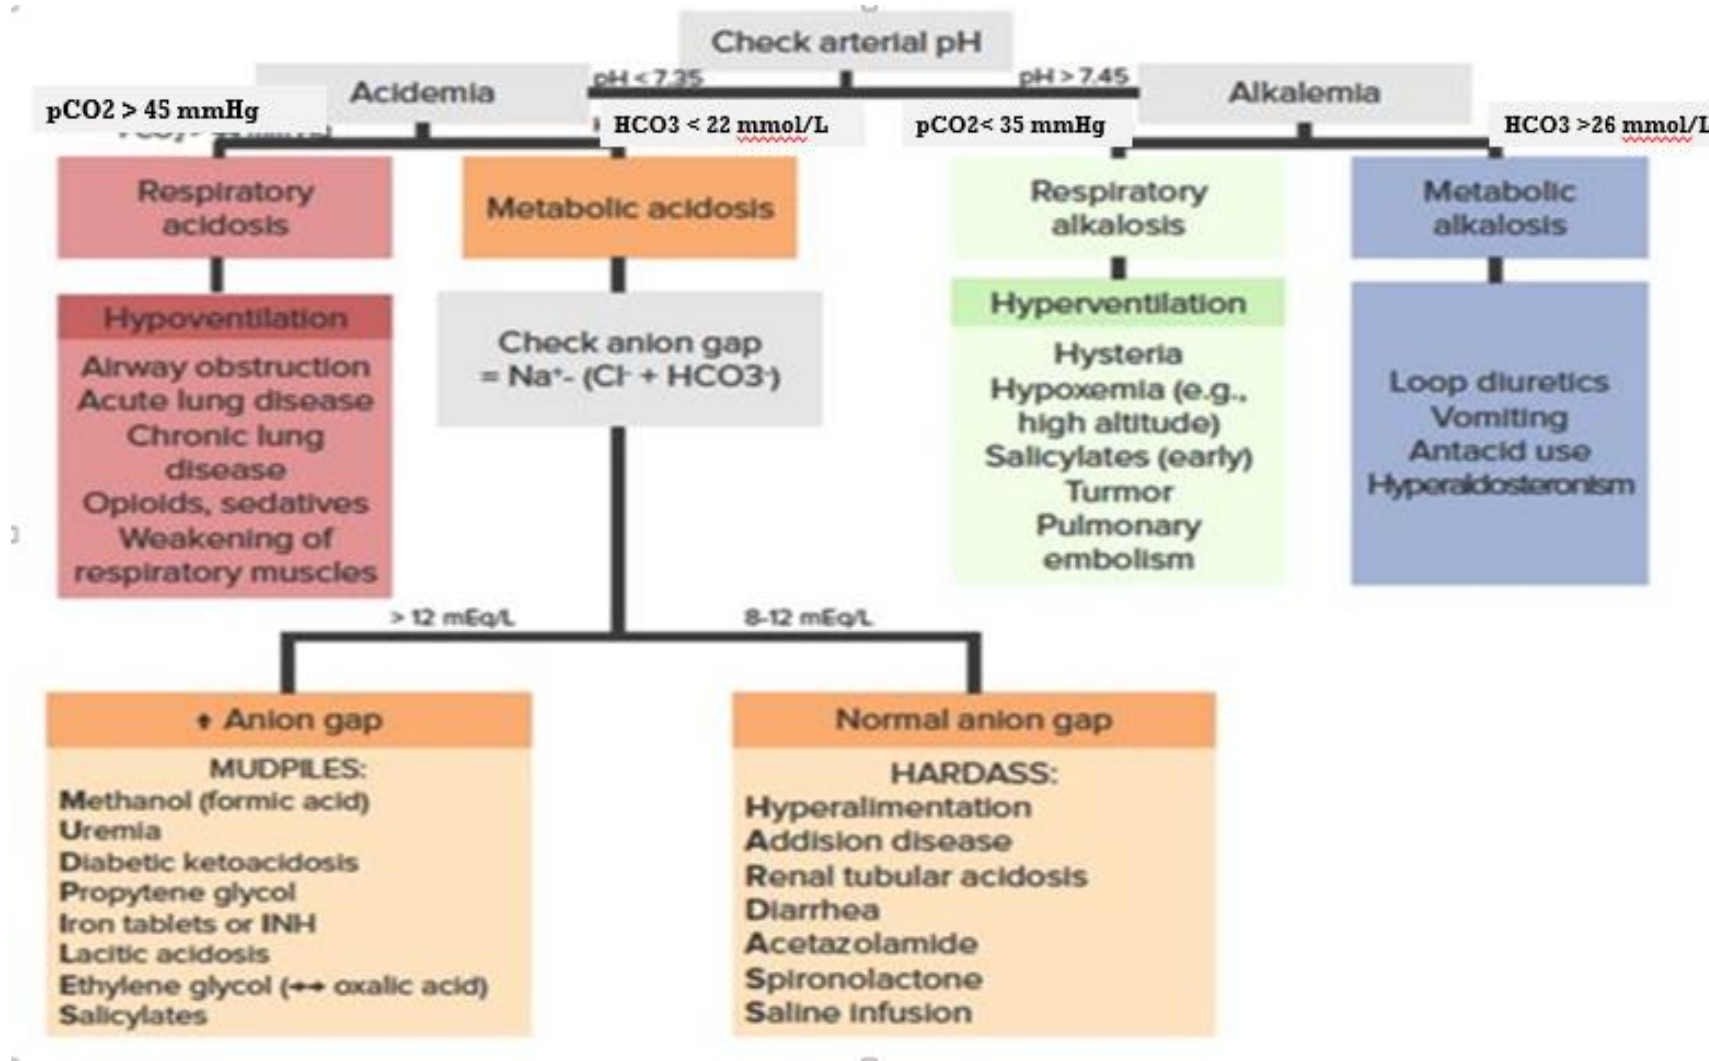 Check arterial pH
pH < 7.35
pH > 7.45
Acidemia
Alkalemia
pCO2 > 45 mmHg
HCO3 < 22 mmol/L
pCO2< 35 mmHg
HCO3 >26 mmol/L
Respiratory
acidosis
Metabolic acidosis
Respiratory
alkalosis
Metabolic
alkalosis
Hypoventilation
Airway obstruction
Acute lung disease
Chronic lung
disease
Opioids, sedatives
Weakening of
respiratory muscles
Check anion gap
= Na⁺- (Cl⁻ + HCO3⁻)
Hyperventilation
Hysteria
Hypoxemia (e.g.,
high altitude)
Salicylates (early)
Turmor
Pulmonary
embolism
Loop diuretics
Vomiting
Antacid use
Hyperaldosteronism
> 12 mEq/L
8-12 mEq/L
↑ Anion gap
MUDPILES:
Methanol (formic acid)
Uremia
Diabetic ketoacidosis
Propytene glycol
Iron tablets or INH
Lacitic acidosis
Ethylene glycol (↔ oxalic acid)
Salicylates
Normal anion gap
HARDASS:
Hyperalimentation
Addision disease
Renal tubular acidosis
Diarrhea
Acetazolamide
Spironolactone
Saline infusion